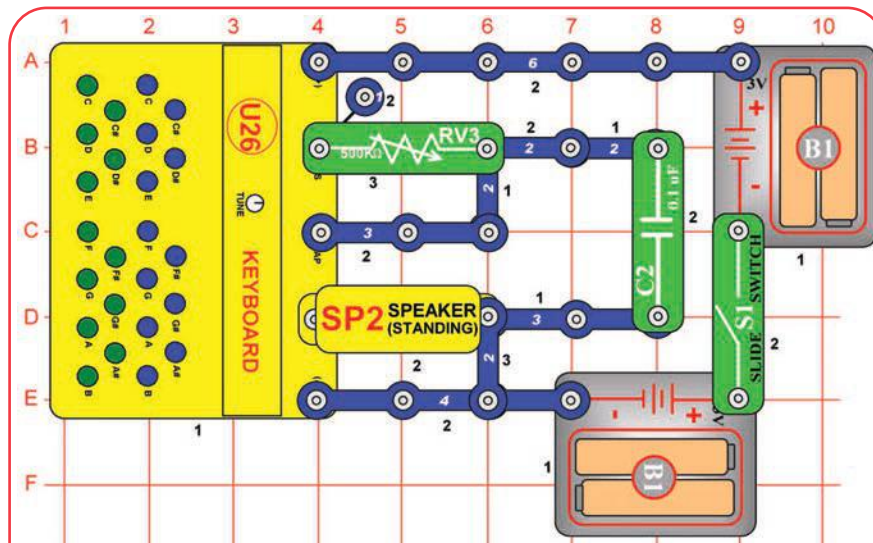 1 2 3 4 5 6 7 8 9 10
A
B
C
D
E
F
U26
TUNE
KEYBOARD
C
C#
D
D#
E
F
F#
G
G#
A
A#
B
C
C#
D
D#
E
F
F#
G
G#
A
A#
B
1
6
2
1
2
500KΩ
RV3
3
2
2
2
1
2
1
3
2
AP
0.1uF
C2
2
SP2 SPEAKER
(STANDING)
2
3
1
2
3
4
2
3V
+
-
B1
1
S1
SLIDE SWITCH
2
-
+
B1
1